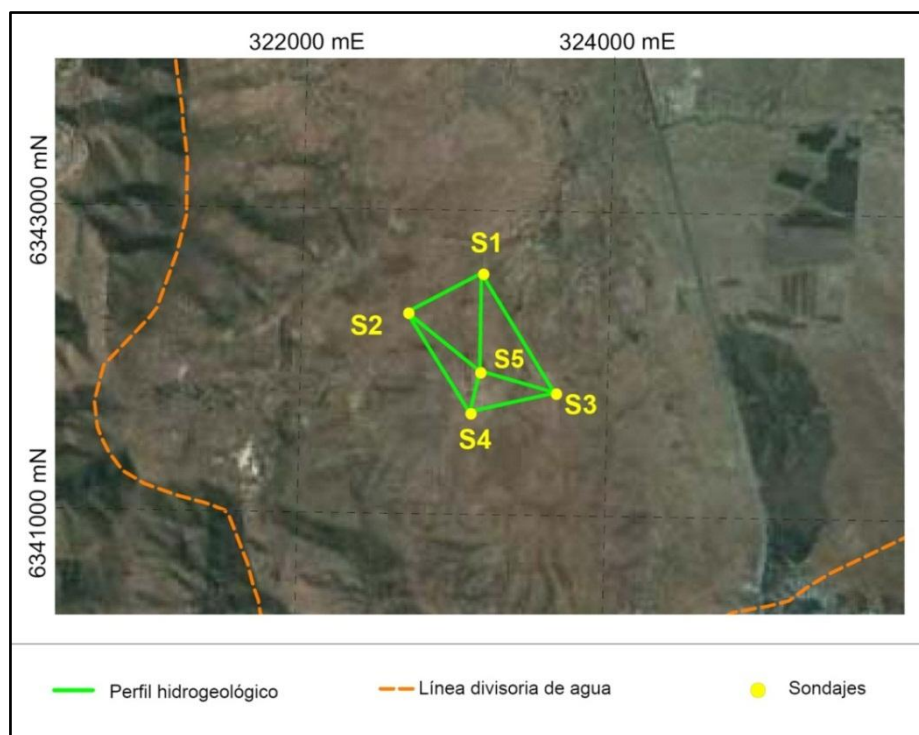 322000 mE 324000 mE
6343000 mN
S1
S2
S5
S3
S4
6341000 mN
Perfil hidrogeológico Línea divisoria de agua Sondajes